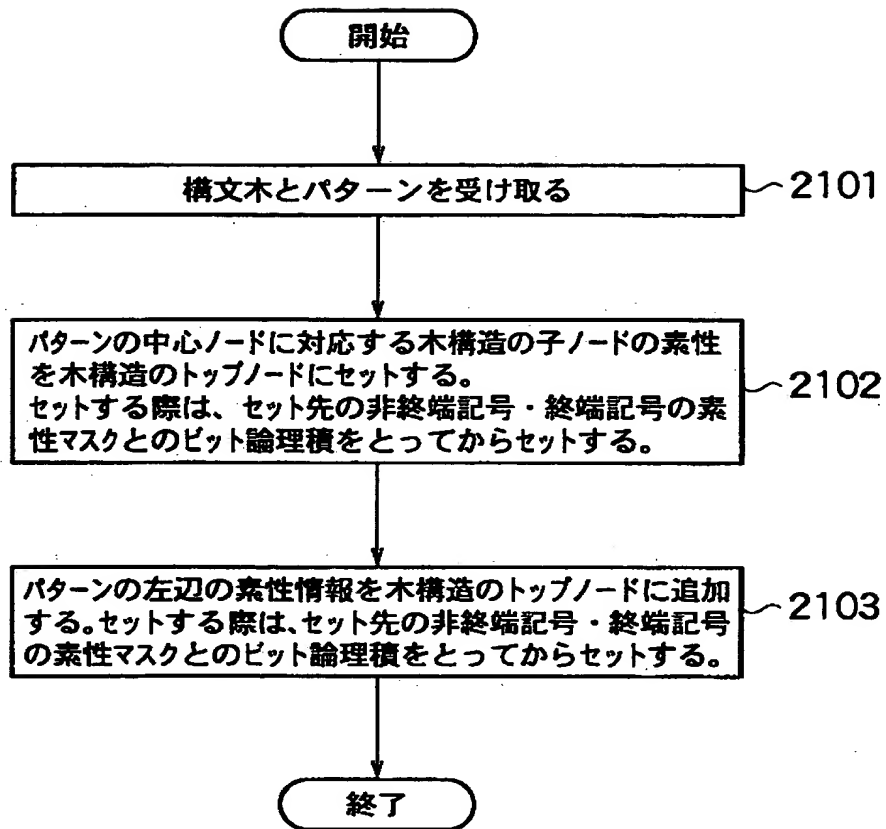 開始
構文木とパターンを受け取る
2101
パターンの中心ノードに対応する木構造の子ノードの素性
を木構造のトップノードにセットする。
セットする際は、セット先の非終端記号・終端記号の素
性マスクとのビット論理積をとってからセットする。
2102
パターンの左辺の素性情報を木構造のトップノードに追加
する。セットする際は、セット先の非終端記号・終端記号
の素性マスクとのビット論理積をとってからセットする。
2103
終了